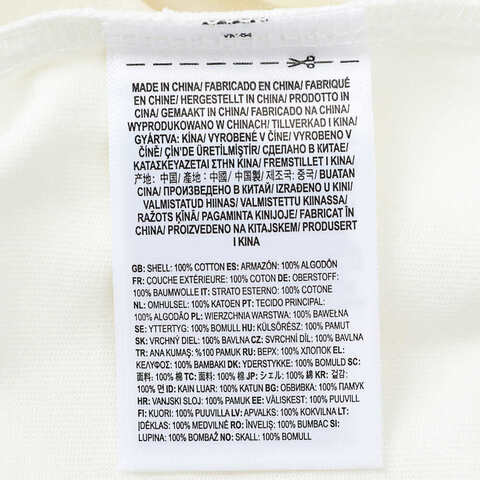 MADE IN CHINA/ FABRICADO EN CHINA/ FABRIQUÉ
EN CHINE/ HERGESTELLT IN CHINA/ PRODOTTO IN
CINA/ GEMAAKT IN CHINA/ FABRICADO NA CHINA/
WYPRODUKOWANO W CHINACH/ TILLVERKAD I KINA/
GYÁRTVA: KÍNA/ VYROBENÉ V ČÍNE/ VYROBENO V
ČÍNĚ/ ÇİN'DE ÜRETİLMİŞTİR/ СДЕЛАНО В КИТАЕ/
ΚΑΤΑΣΚΕΥΑΖΕΤΑΙ ΣΤΗΝ ΚΙΝΑ/ FREMSTILLET I KINA/
产地: 中国/ 產地: 中國/ 中国製/ 제조국: 중국/ BUATAN
CINA/ ПРОИЗВЕДЕНО В КИТАЙ/ IZRAĐENO U KINI/
VALMISTATUD HIINAS/ VALMISTETTU KIINASSA/
RAŽOTS ĶĪNĀ/ PAGAMINTA KINIJOJE/ FABRICAT ÎN
CHINA/ PROIZVEDENO NA KITAJSKEM/ PRODUSERT
I KINA
GB: SHELL: 100% COTTON ES: ARMAZÓN: 100% ALGODÓN
FR: COUCHE EXTÉRIEURE: 100% COTON DE: OBERSTOFF:
100% BAUMWOLLE IT: STRATO ESTERNO: 100% COTONE
NL: OMHULSEL: 100% KATOEN PT: TECIDO PRINCIPAL:
100% ALGODÃO PL: WIERZCHNIA WARSTWA: 100% BAWEŁNA
SE: YTTERTYG: 100% BOMULL HU: KÜLSŐRÉSZ: 100% PAMUT
SK: VRCHNÝ DIEL: 100% BAVLNA CZ: SVRCHNÍ DÍL: 100% BAVLNA
TR: ANA KUMAŞ: %100 PAMUK RU: ВЕРХ: 100% ХЛОПОК EL:
ΚΕΛΥΦΟΣ: 100% ΒΑΜΒΑΚΙ DK: YDERSTYKKE: 100% BOMULD SC:
面料: 100% 棉 TC: 面料: 100% 棉 JP: シェル: 100% 綿 KR: 겉감:
100% 면 ID: KAIN LUAR: 100% KATUN BG: ОБВИВКА: 100% ПАМУК
HR: VANJSKI SLOJ: 100% PAMUK EE: VÄLISKEST: 100% PUUVILL
FI: KUORI: 100% PUUVILLA LV: APVALKS: 100% KOKVILNA LT:
ĮDĖKLAS: 100% MEDVILNĖ RO: ÎNVELIŞ: 100% BUMBAC SI:
LUPINA: 100% BOMBAŽ NO: SKALL: 100% BOMULL